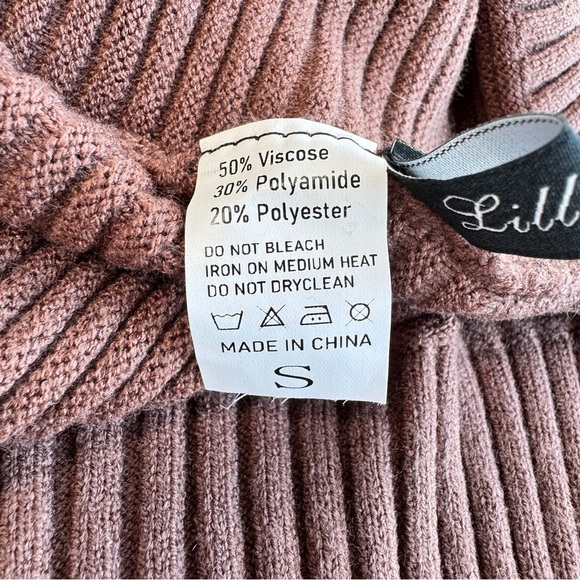 50% Viscose
30% Polyamide
20% Polyester
DO NOT BLEACH
IRON ON MEDIUM HEAT
DO NOT DRYCLEAN
MADE IN CHINA
S